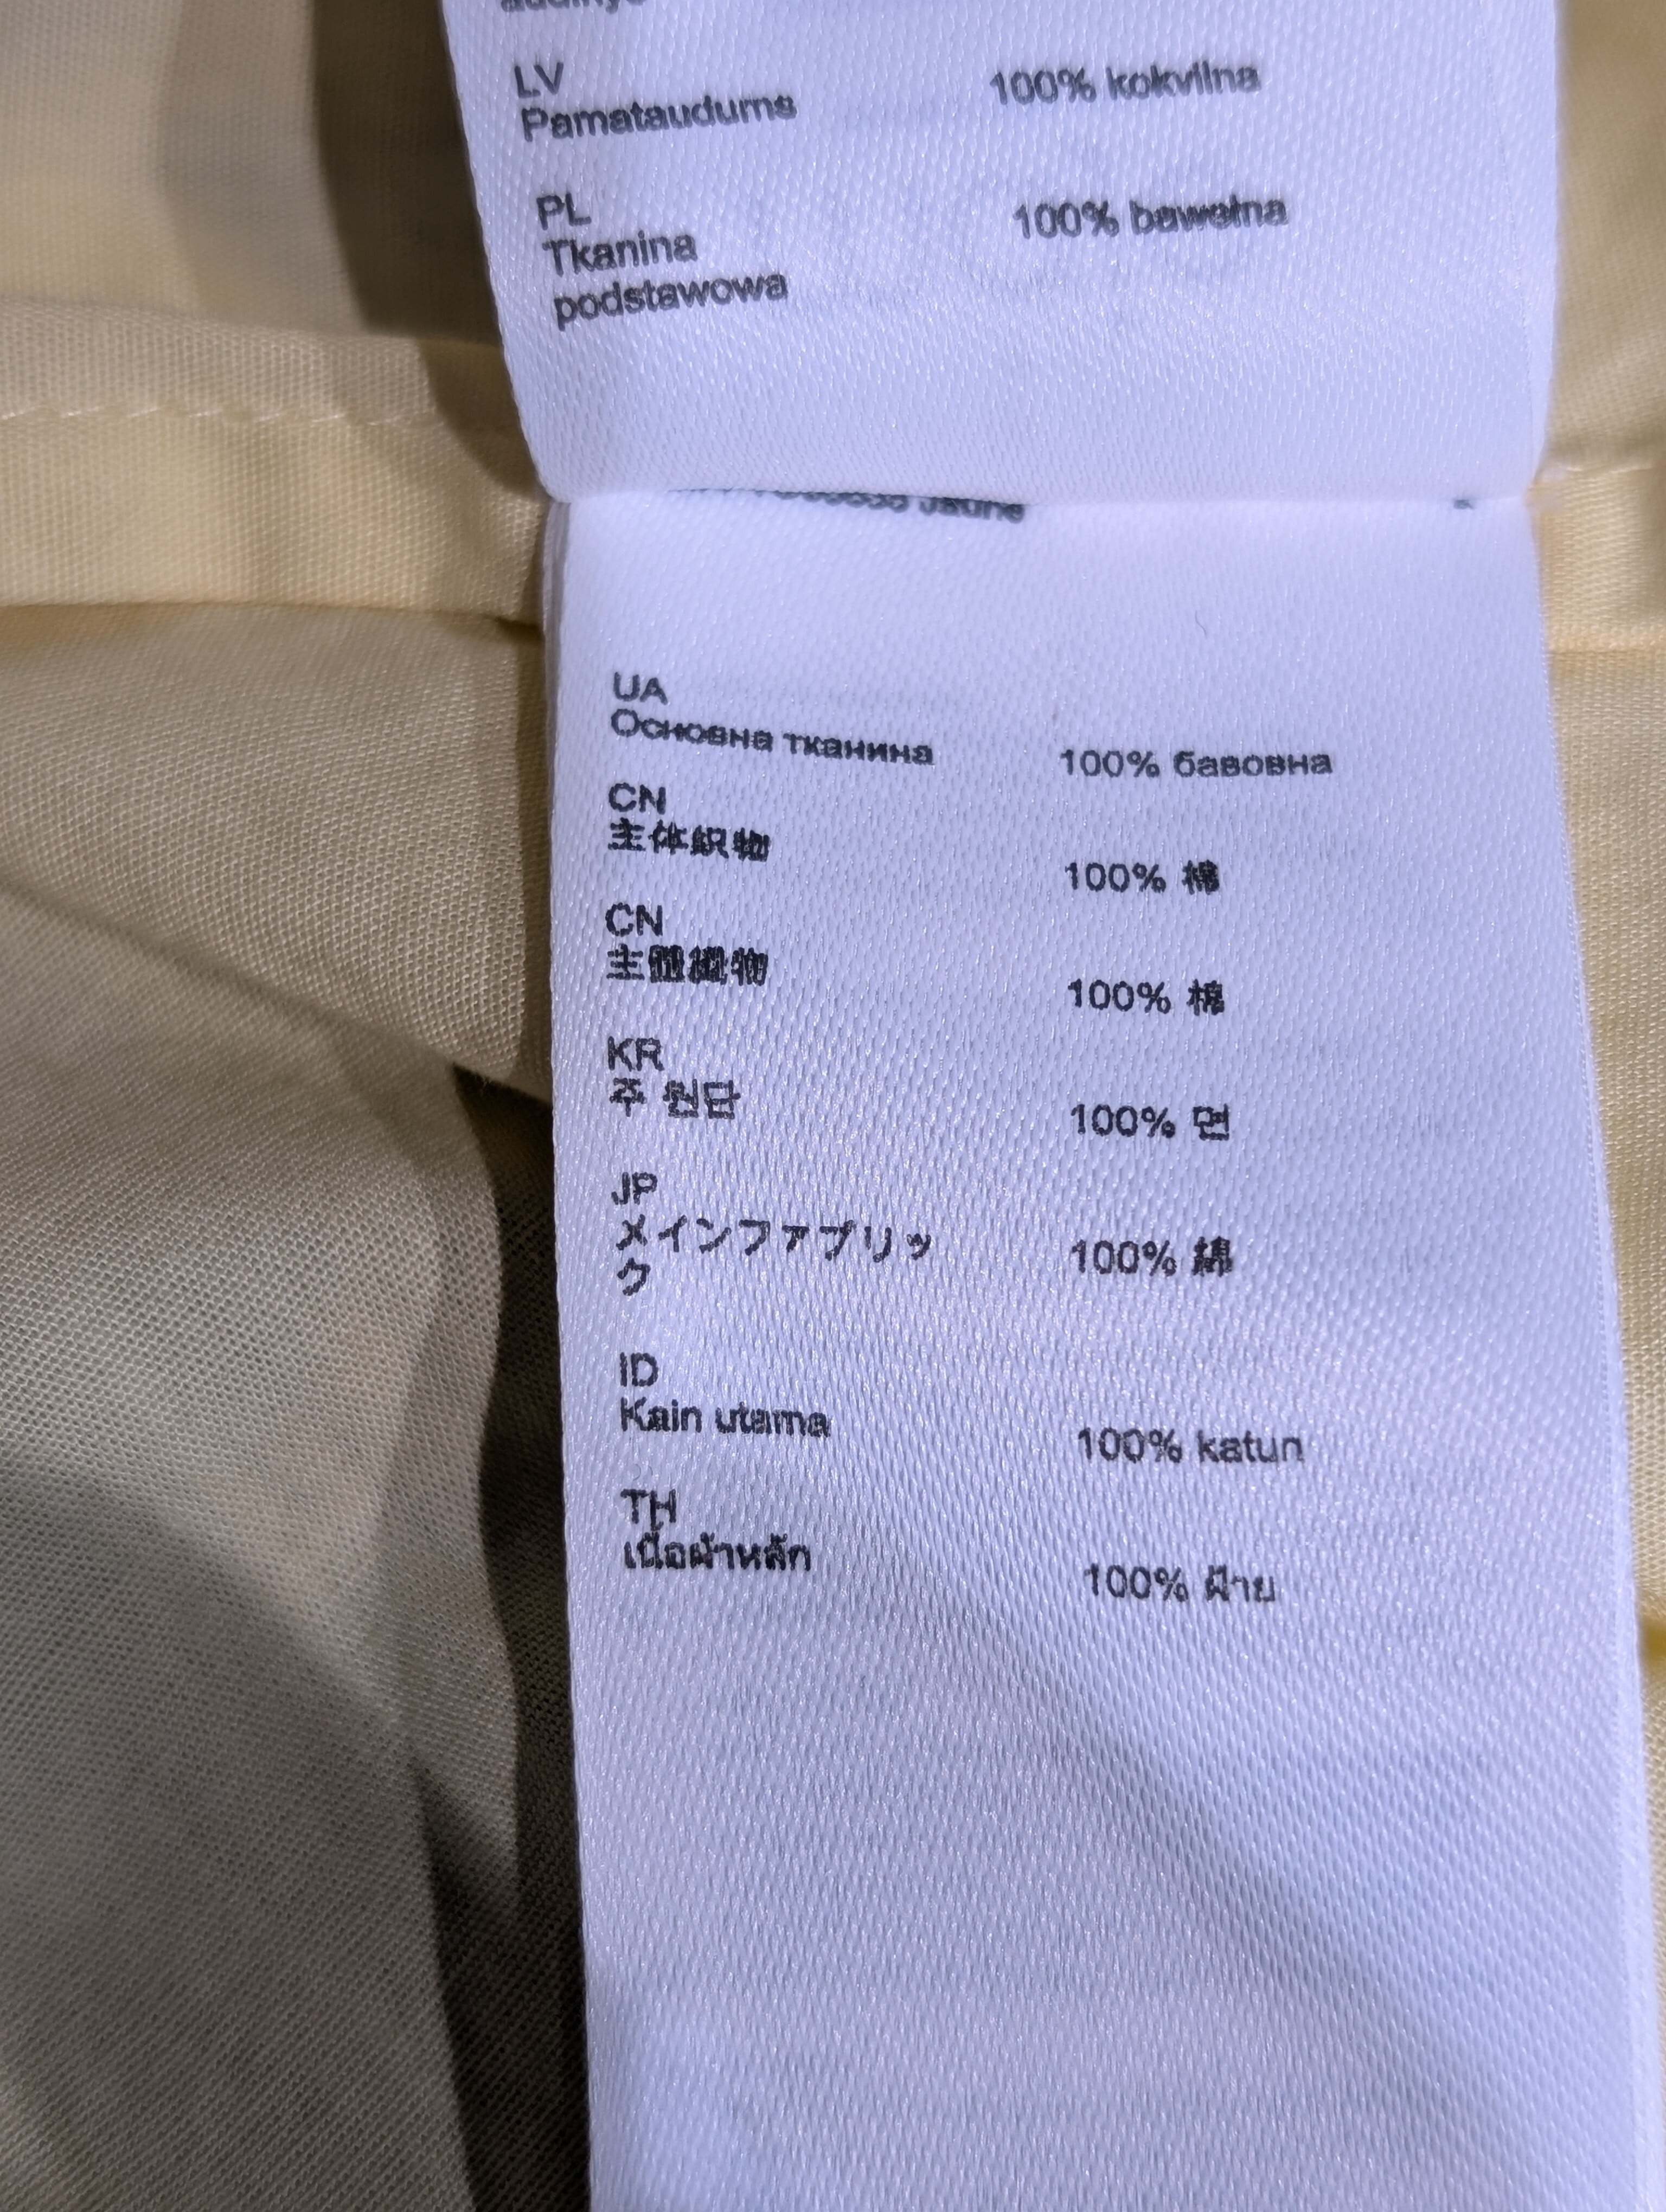 LV
Pamataudums 100% kokvilna
PL
Tkanina 100% bawełna
podstawowa
Jaune
UA
Основна тканина 100% бавовна
CN
主体织物 100% 棉
CN
主體織物 100% 棉
KR
주 원단 100% 면
JP
メインファブリッ 100% 綿
ク
ID
Kain utama 100% katun
TH
เนื้อผ้าหลัก 100% ฝ้าย